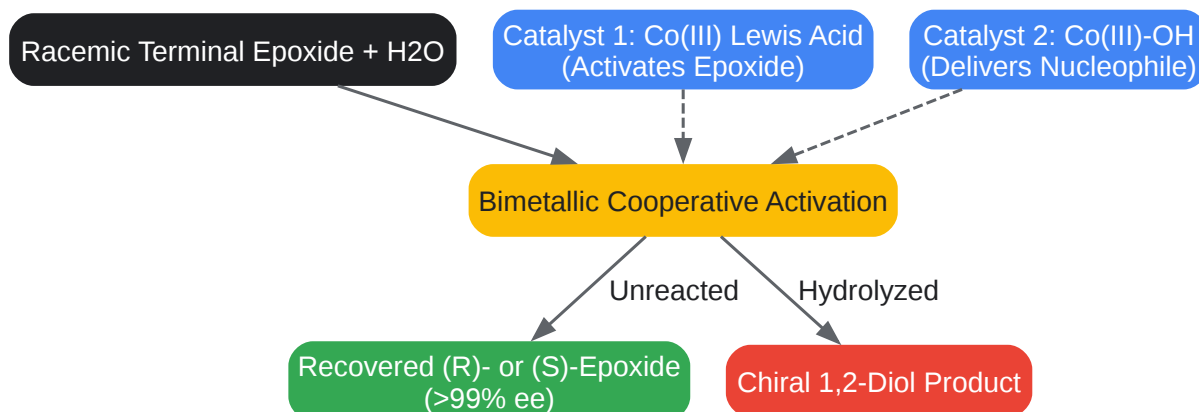 Racemic Terminal Epoxide + H2O
Catalyst 1: Co(III) Lewis Acid
(Activates Epoxide)
Catalyst 2: Co(III)-OH
(Delivers Nucleophile)
Bimetallic Cooperative Activation
Unreacted
Hydrolyzed
Recovered (R)- or (S)-Epoxide
(>99% ee)
Chiral 1,2-Diol Product